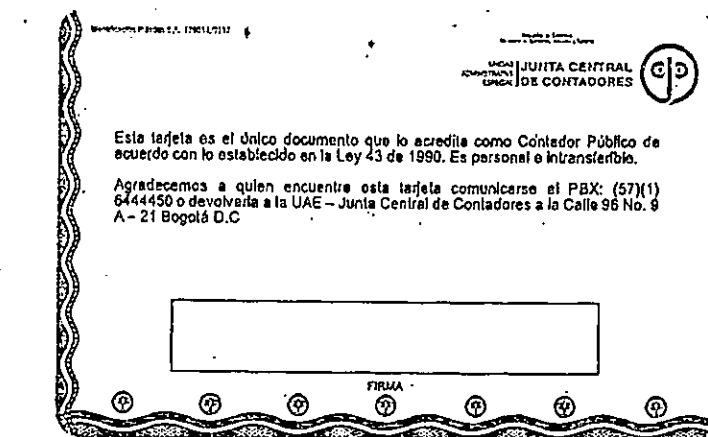 JUNTA CENTRAL
DE CONTADORES
Esta tarjeta es el único documento que lo acredita como Contador Público de
acuerdo con lo establecido en la Ley 43 de 1990. Es personal e intransferible.
Agradecemos a quien encuentre esta tarjeta comunicarse al PBX: (57)(1)
6444450 o devolverla a la UAE – Junta Central de Contadores a la Calle 96 No. 9
A – 21 Bogotá D.C
FIRMA